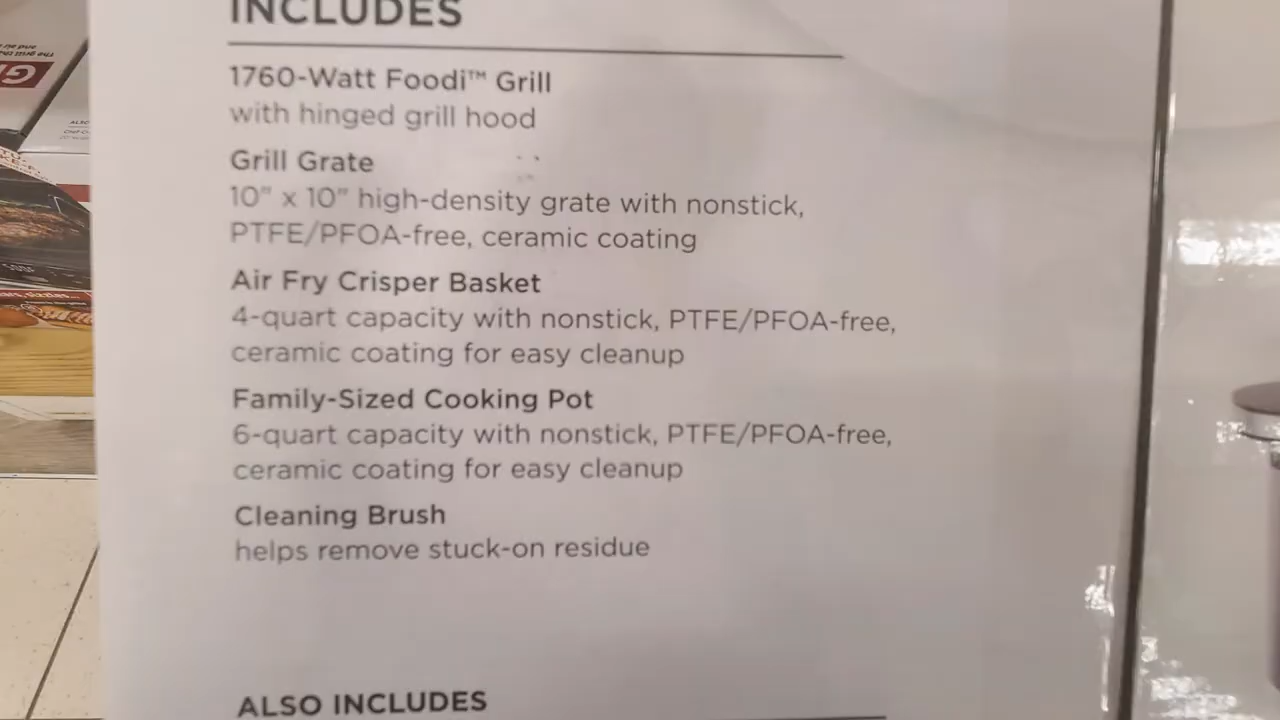 INCLUDES
1760-Watt Foodi™ Grill
with hinged grill hood
Grill Grate
10" x 10" high-density grate with nonstick,
PTFE/PFOA-free, ceramic coating
Air Fry Crisper Basket
4-quart capacity with nonstick, PTFE/PFOA-free,
ceramic coating for easy cleanup
Family-Sized Cooking Pot
6-quart capacity with nonstick, PTFE/PFOA-free,
ceramic coating for easy cleanup
Cleaning Brush
helps remove stuck-on residue
ALSO INCLUDES